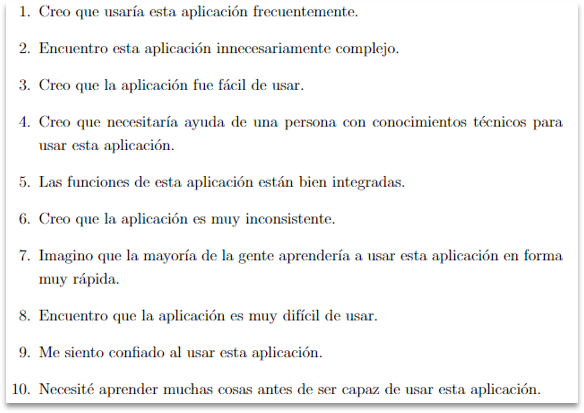 1. Creo que usaría esta aplicación frecuentemente.
2. Encuentro esta aplicación innecesariamente complejo.
3. Creo que la aplicación fue fácil de usar.
4. Creo que necesitaría ayuda de una persona con conocimientos técnicos para
usar esta aplicación.
5. Las funciones de esta aplicación están bien integradas.
6. Creo que la aplicación es muy inconsistente.
7. Imagino que la mayoría de la gente aprendería a usar esta aplicación en forma
muy rápida.
8. Encuentro que la aplicación es muy difícil de usar.
9. Me siento confiado al usar esta aplicación.
10. Necesité aprender muchas cosas antes de ser capaz de usar esta aplicación.